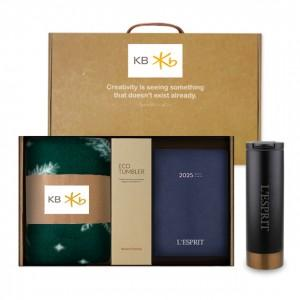 KB
Creativity is seeing something
that doesn't exist already.
KB
ECO
TUMBLER
2025
L'ESPRIT
L'ESPRIT